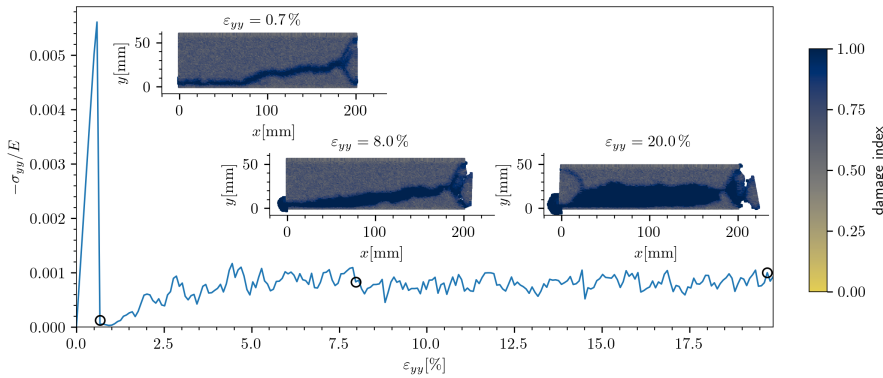 ε_yy = 0.7 %
y[mm]
50
0
0 100 200
x[mm]
ε_yy = 8.0 %
y[mm]
50
0
0 100 200
x[mm]
ε_yy = 20.0 %
y[mm]
50
0
0 100 200
x[mm]
−σ_yy/E
0.005
0.004
0.003
0.002
0.001
0.000
0.0 2.5 5.0 7.5 10.0 12.5 15.0 17.5
ε_yy[%]
1.00
0.75
0.50
0.25
0.00
damage index